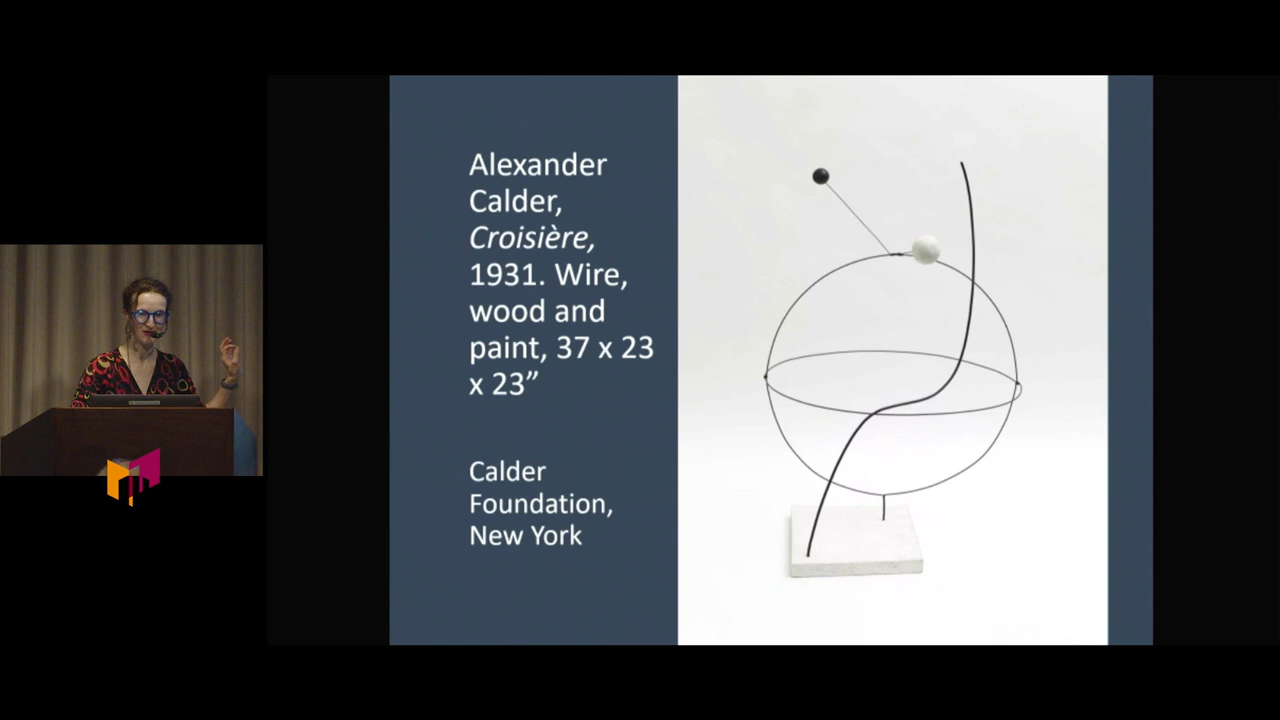 Alexander
Calder,
Croisière,
1931. Wire,
wood and
paint, 37 x 23
x 23”
Calder
Foundation,
New York